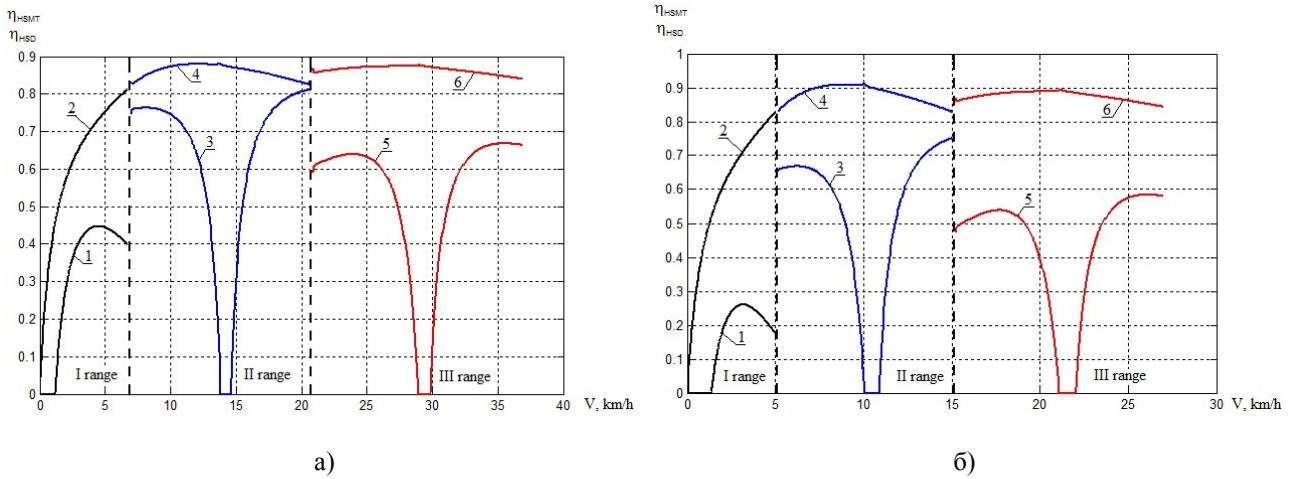 ηHSMT
ηHSD
0.9
0.8
0.7
0.6
0.5
0.4
0.3
0.2
0.1
0
2
1
4
3
6
5
I range
II range
III range
0 5 10 15 20 25 30 35 40
V, km/h
а)
ηHSMT
ηHSD
1
0.9
0.8
0.7
0.6
0.5
0.4
0.3
0.2
0.1
0
2
1
4
3
6
5
I range
II range
III range
0 5 10 15 20 25 30
V, km/h
б)